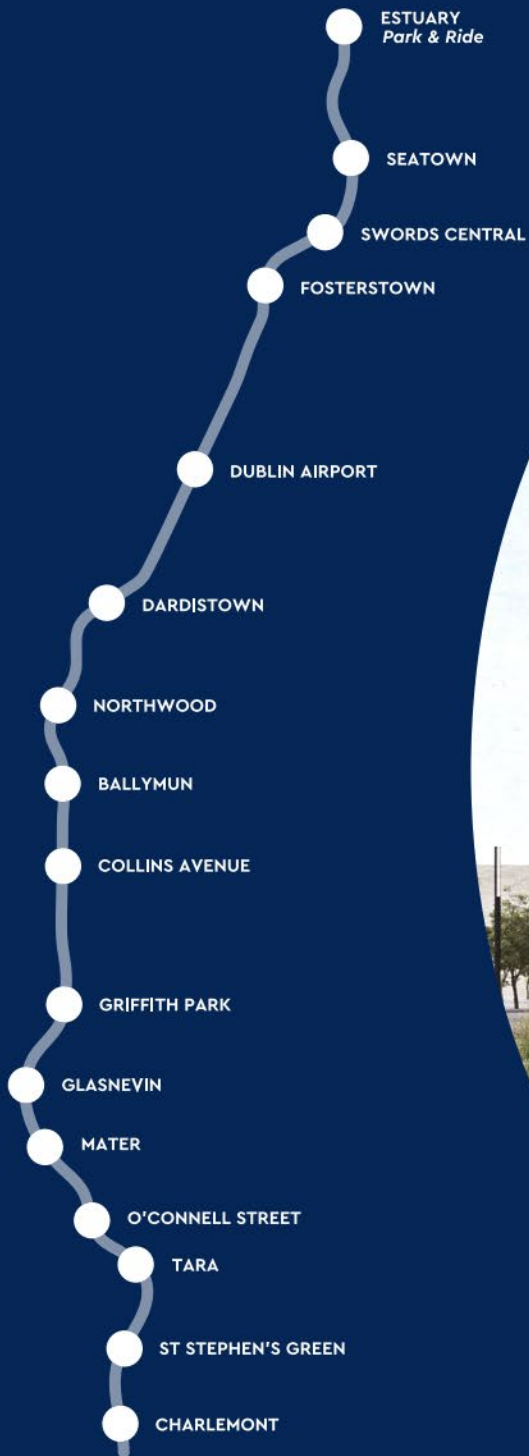 ESTUARY
Park & Ride
SEATOWN
SWORDS CENTRAL
FOSTERSTOWN
DUBLIN AIRPORT
DARDISTOWN
NORTHWOOD
BALLYMUN
COLLINS AVENUE
GRIFFITH PARK
GLASNEVIN
MATER
O'CONNELL STREET
TARA
ST STEPHEN'S GREEN
CHARLEMONT